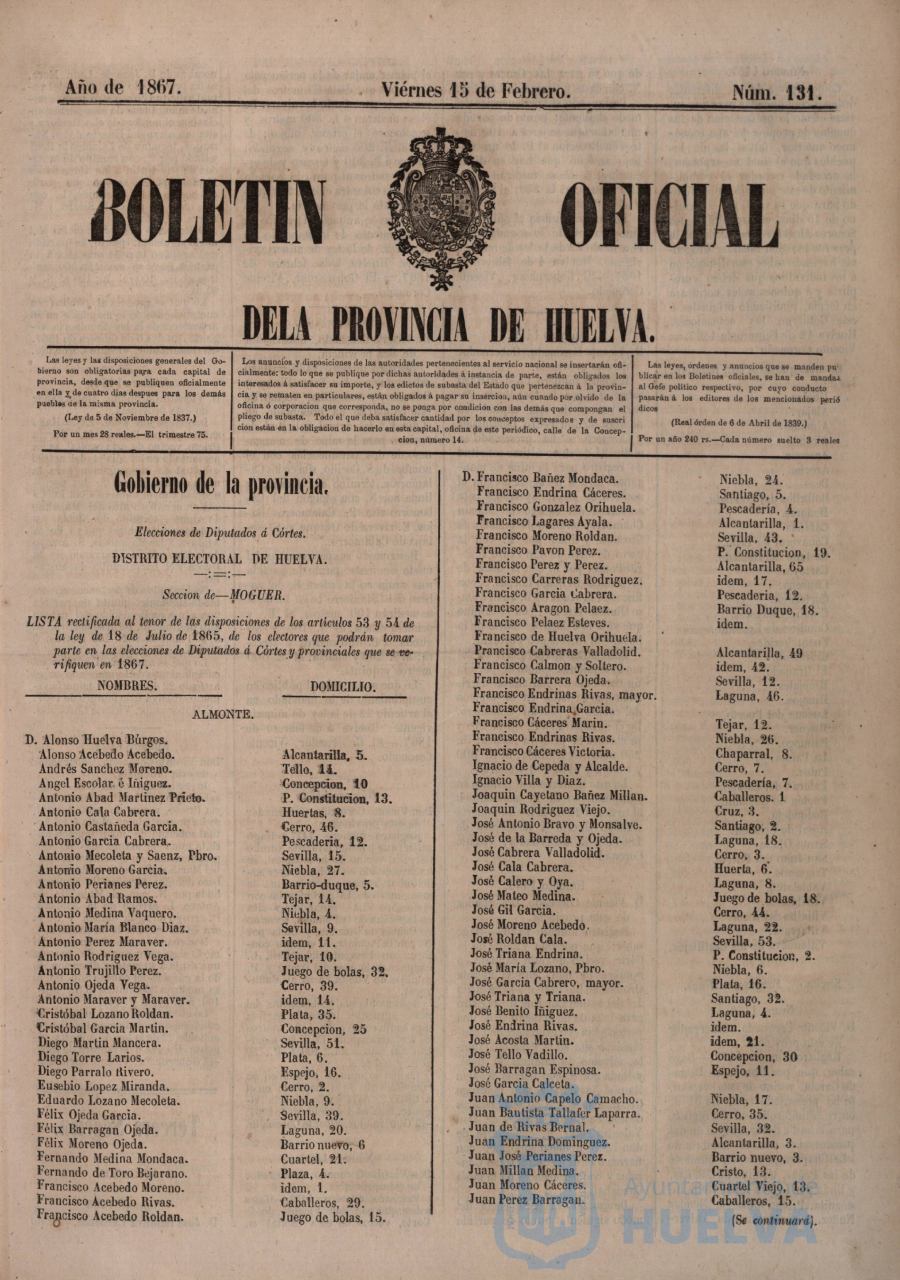 Año de 1867.
Viérnes 15 de Febrero.
Núm. 131.
BOLETIN OFICIAL
DELA PROVINCIA DE HUELVA.
Las leyes y las disposiciones generales del Go-
bierno son obligatorias para cada capital de
provincia, desde que se publiquen oficialmente
en ella y de cuatro dias despues para los demás
pueblos de la misma provincia.
(Ley de 5 de Noviembre de 1837.)
Por un mes 28 reales.—El trimestre 75.
Los anuncios y disposiciones de las autoridades pertenecientes al servicio nacional se insertarán ofi-
cialmente: todo lo que se publique por dichas autoridades á instancia de parte, están obligados los
interesados á satisfacer su importe, y los edictos de subasta del Estado que pertenezcan á la provin-
cia y se rematen en particulares, están obligados á pagar su insercion, aún cuando por olvido de la
oficina ó corporacion que corresponda, no se ponga por condicion con las demás que compongan el
pliego de subasta. Todo el que deba satisfacer cantidad por los conceptos expresados y de suscri
cion están en la obligacion de hacerlo en esta capital, oficina de este periódico, calle de la Concep-
cion, número 14.
Las leyes, ordenes y anuncios que se manden pu
blicar en los Boletines oficiales, se han de mandar
al Gefe politico respectivo, por cuyo conducto
pasarán á los editores de los mencionados perió
dicos
(Real órden de 6 de Abril de 1839.)
Por un año 240 rs.—Cada número suelto 3 reales
Gobierno de la provincia.
Elecciones de Diputados á Córtes.
DISTRITO ELECTORAL DE HUELVA.
Seccion de—MOGUER.
LISTA rectificada al tenor de las disposiciones de los articulos 53 y 54 de
la ley de 18 de Julio de 1865, de los electores que podrán tomar
parte en las elecciones de Diputados á Córtes y provinciales que se ve-
rifiquen en 1867.
NOMBRES. DOMICILIO.
ALMONTE.
D. Alonso Huelva Búrgos.
Alonso Acebedo Acebedo. Alcantarilla, 5.
Andrés Sanchez Moreno. Tello, 14.
Angel Escolar é Iñiguez. Concepcion, 10
Antonio Abad Martinez Prieto. P. Constitucion, 13.
Antonio Cala Cabrera. Huertas, 8.
Antonio Castañeda Garcia. Cerro, 46.
Antonio Garcia Cabrera. Pescaderia, 12.
Antonio Mecoleta y Saenz, Pbro. Sevilla, 15.
Antonio Moreno Garcia. Niebla, 27.
Antonio Perianes Perez. Barrio-duque, 5.
Antonio Abad Ramos. Tejar, 14.
Antonio Medina Vaquero. Niebla, 4.
Antonio María Blanco Diaz. Sevilla, 9.
Antonio Perez Maraver. idem, 11.
Antonio Rodriguez Vega. Tejar, 10.
Antonio Trujillo Perez. Juego de bolas, 32.
Antonio Ojeda Vega. Cerro, 39.
Antonio Maraver y Maraver. idem, 14.
Cristóbal Lozano Roldan. Plata, 35.
Cristóbal Garcia Martin. Concepcion, 25
Diego Martin Mancera. Sevilla, 51.
Diego Torre Larios. Plata, 6.
Diego Parralo Rivero. Espejo, 16.
Eusebio Lopez Miranda. Cerro, 2.
Eduardo Lozano Mecoleta. Niebla, 9.
Félix Ojeda Garcia. Sevilla, 39.
Félix Barragan Ojeda. Laguna, 20.
Félix Moreno Ojeda. Barrio nuevo, 6
Fernando Medina Mondaca. Cuartel, 21.
Fernando de Toro Bejarano. Plaza, 4.
Francisco Acebedo Moreno. idem, 1.
Francisco Acebedo Rivas. Caballeros, 29.
Francisco Acebedo Roldan. Juego de bolas, 15.
D. Francisco Bañez Mondaca. Niebla, 24.
Francisco Endrina Cáceres. Santiago, 5.
Francisco Gonzalez Orihuela. Pescadería, 4.
Francisco Lagares Ayala. Alcantarilla, 1.
Francisco Moreno Roldan. Sevilla, 43.
Francisco Pavon Perez. P. Constitucion, 19.
Francisco Perez y Perez. Alcantarilla, 65
Francisco Carreras Rodriguez. idem, 17.
Francisco Garcia Cabrera. Pescaderia, 12.
Francisco Aragon Pelaez. Barrio Duque, 18.
Francisco Pelaez Esteves. idem.
Francisco de Huelva Orihuela.
Prancisco Cabreras Valladolid. Alcantarilla, 49
Francisco Calmon y Soltero. idem, 42.
Francisco Barrera Ojeda. Sevilla, 12.
Francisco Endrinas Rivas, mayor. Laguna, 46.
Francisco Endrina Garcia.
Francisco Cáceres Marin. Tejar, 12.
Francisco Endrinas Rivas. Niebla, 26.
Francisco Cáceres Victoria. Chaparral, 8.
Ignacio de Cepeda y Alcalde. Cerro, 7.
Ignacio Villa y Diaz. Pescadería, 7.
Joaquin Cayetano Bañez Millan. Caballeros. 1
Joaquin Rodriguez Viejo. Cruz, 3.
José Antonio Bravo y Monsalve. Santiago, 2.
José de la Barreda y Ojeda. Laguna, 18.
José Cabrera Valladolid. Cerro, 3.
José Cala Cabrera. Huerta, 6.
José Calero y Oya. Laguna, 8.
José Mateo Medina. Juego de bolas, 18.
José Gil Garcia. Cerro, 44.
José Moreno Acebedo. Laguna, 22.
José Roldan Cala. Sevilla, 53.
José Triana Endrina. P. Constitucion, 2.
José María Lozano, Pbro. Niebla, 6.
José Garcia Cabrero, mayor. Plata, 16.
José Triana y Triana. Santiago, 32.
José Benito Iñiguez. Laguna, 4.
José Endrina Rivas. idem.
José Acosta Martin. idem, 21.
José Tello Vadillo. Concepcion, 30
José Barragan Espinosa. Espejo, 11.
José Garcia Calceta.
Juan Antonio Capelo Camacho. Niebla, 17.
Juan Bautista Tallafer Laparra. Cerro, 35.
Juan de Rivas Bernal. Sevilla, 32.
Juan Endrina Dominguez. Alcantarilla, 3.
Juan José Perianes Perez. Barrio nuevo, 3.
Juan Millan Medina. Cristo, 13.
Juan Moreno Cáceres. Cuartel Viejo, 13.
Juan Perez Barragan. Caballeros, 15.
(Se continuará).
HUELVA